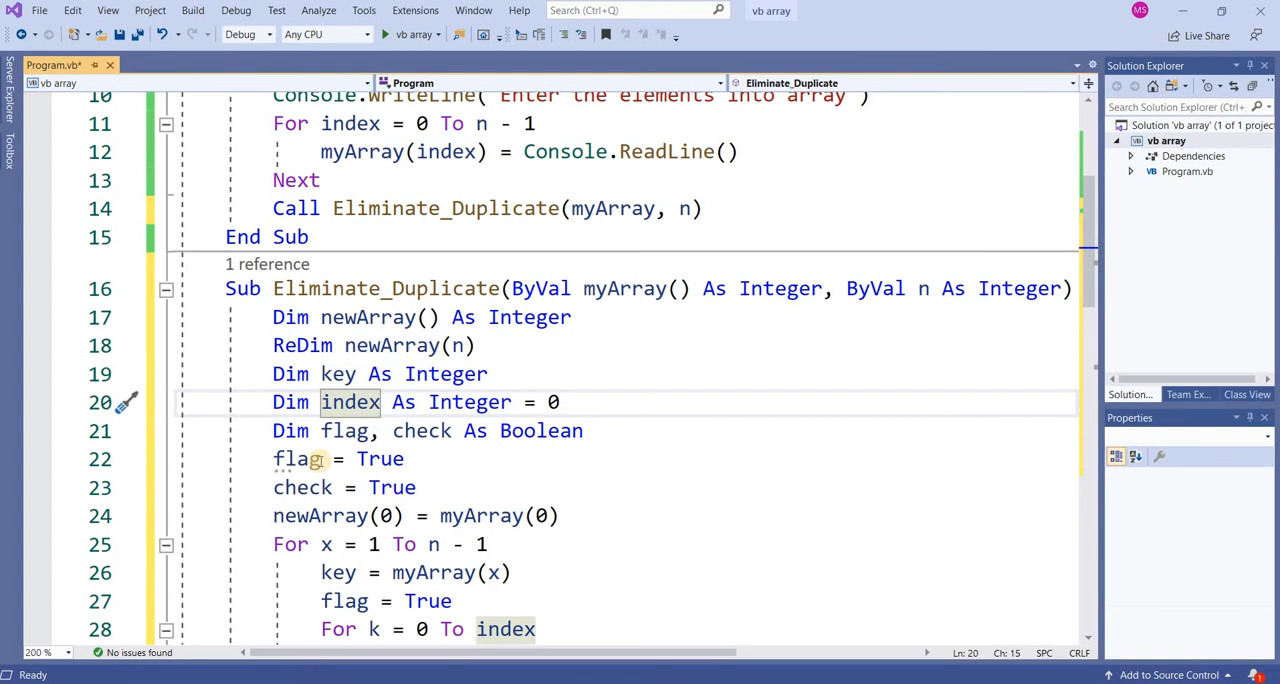 File Edit View Project Build Debug Test Analyze Tools Extensions Window Help Search (Ctrl+Q) vb array MS
Debug Any CPU vb array Live Share
Program.vb*
vb array Program Eliminate_Duplicate
Server Explorer
Toolbox
10 Console.WriteLine( Enter the elements into array )
11 For index = 0 To n - 1
12 myArray(index) = Console.ReadLine()
13 Next
14 Call Eliminate_Duplicate(myArray, n)
15 End Sub
1 reference
16 Sub Eliminate_Duplicate(ByVal myArray() As Integer, ByVal n As Integer)
17 Dim newArray() As Integer
18 ReDim newArray(n)
19 Dim key As Integer
20 Dim index As Integer = 0
21 Dim flag, check As Boolean
22 flag = True
23 check = True
24 newArray(0) = myArray(0)
25 For x = 1 To n - 1
26 key = myArray(x)
27 flag = True
28 For k = 0 To index
200 % No issues found Ln: 20 Ch: 15 SPC CRLF
Solution Explorer
Search Solution Explorer (Ctrl+
Solution 'vb array' (1 of 1 project
vb array
Dependencies
VB Program.vb
Solution... Team Ex... Class View
Properties
Ready Add to Source Control 1